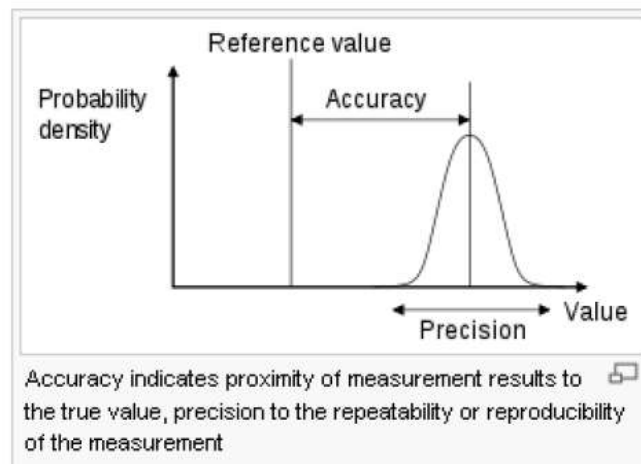 Reference value
Probability
density
Accuracy
Value
Precision
Accuracy indicates proximity of measurement results to
the true value, precision to the repeatability or reproducibility
of the measurement